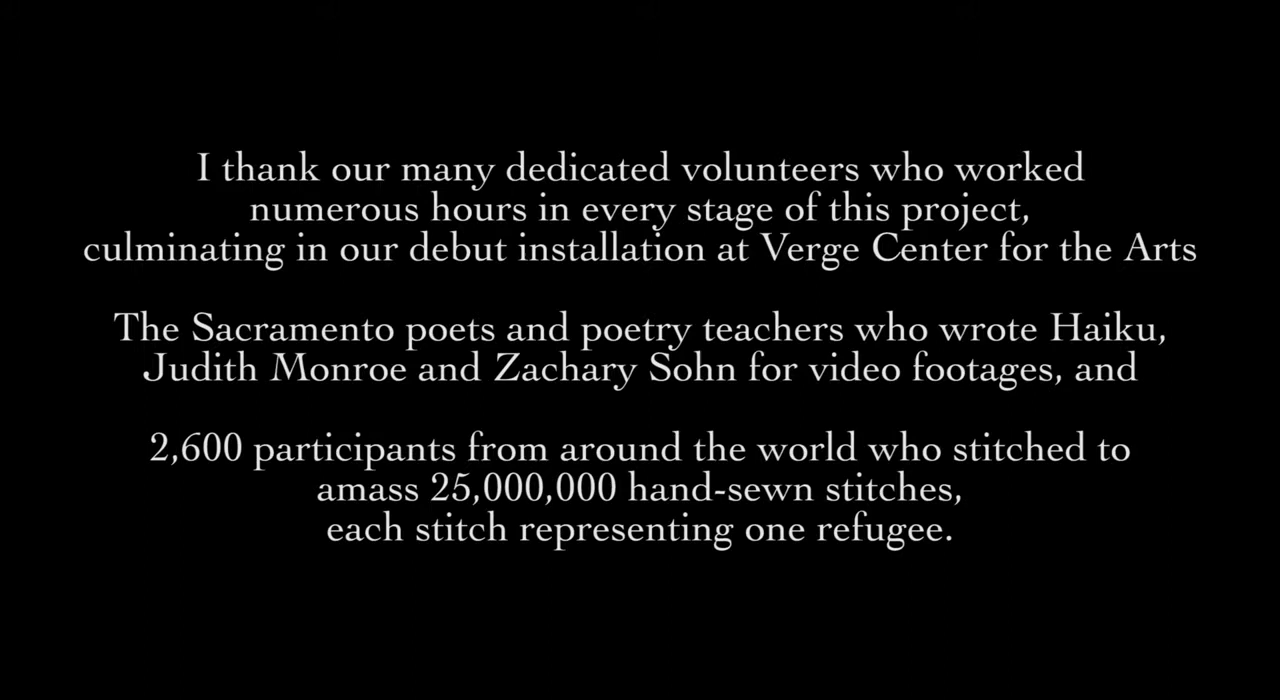 I thank our many dedicated volunteers who worked
numerous hours in every stage of this project,
culminating in our debut installation at Verge Center for the Arts
The Sacramento poets and poetry teachers who wrote Haiku,
Judith Monroe and Zachary Sohn for video footages, and
2,600 participants from around the world who stitched to
amass 25,000,000 hand-sewn stitches,
each stitch representing one refugee.